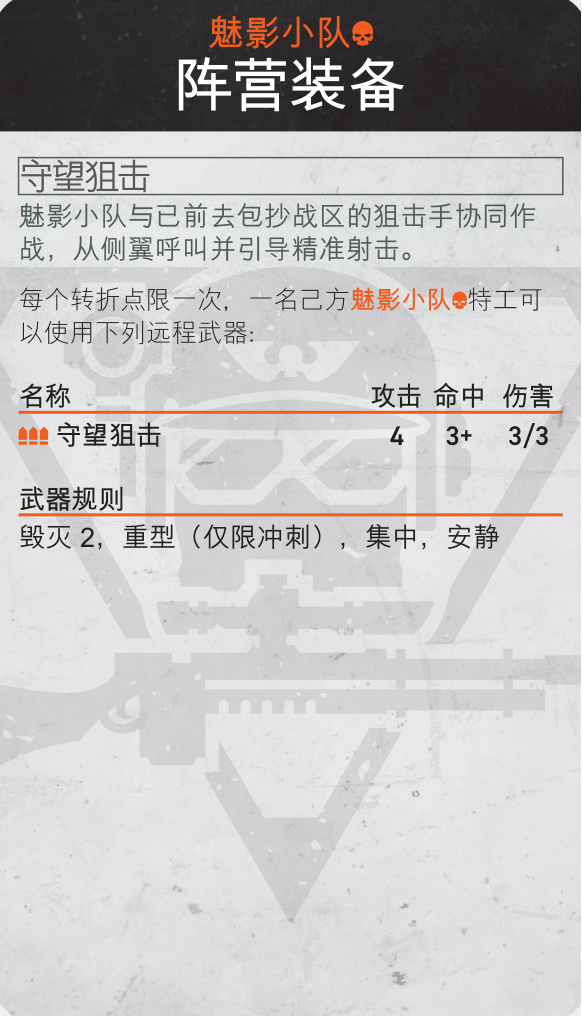 魅影小队
阵营装备
守望狙击
魅影小队与已前去包抄战区的狙击手协同作
战，从侧翼呼叫并引导精准射击。
每个转折点限一次，一名己方魅影小队特工可
以使用下列远程武器:
名称 攻击 命中 伤害
守望狙击 4 3+ 3/3
武器规则
毁灭 2，重型（仅限冲刺），集中，安静